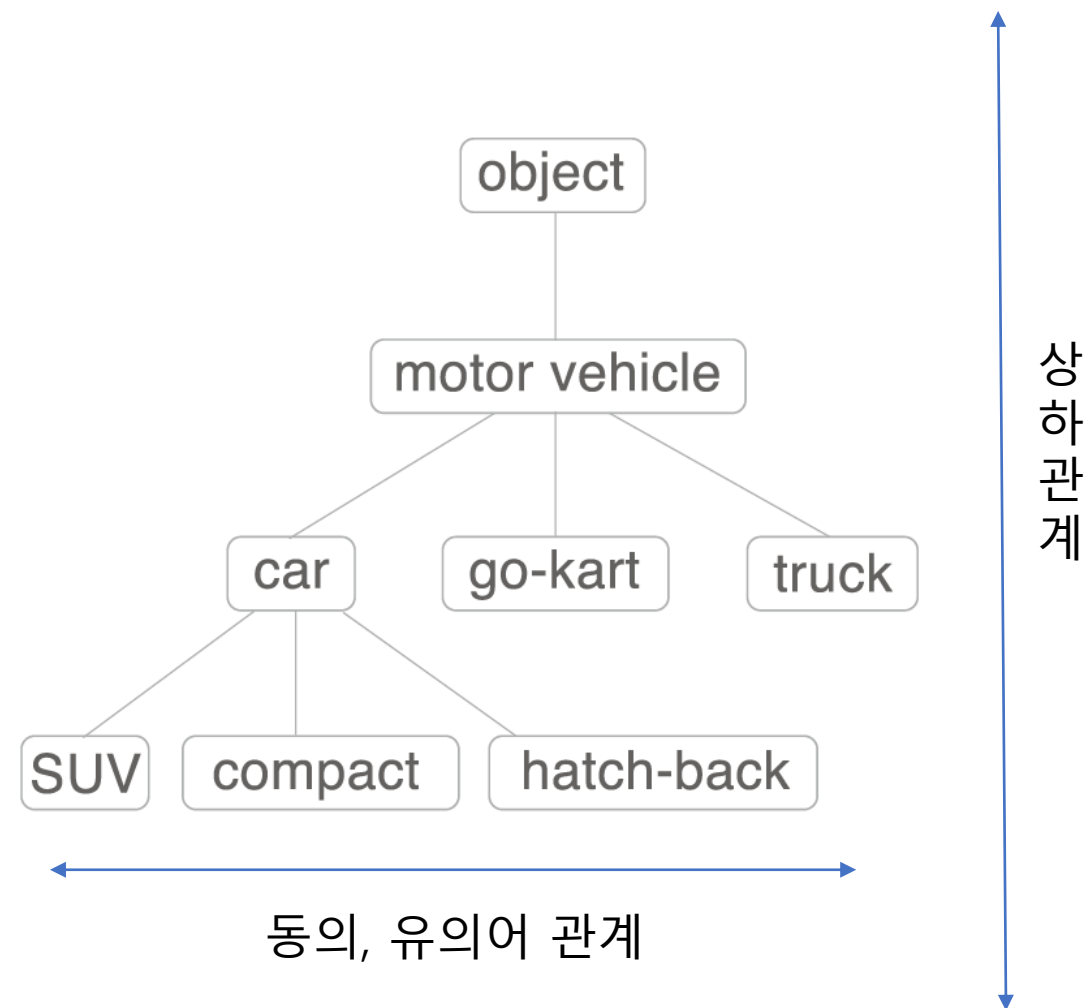 object
motor vehicle
car go-kart truck
SUV compact hatch-back
동의, 유의어 관계
상
하
관
계